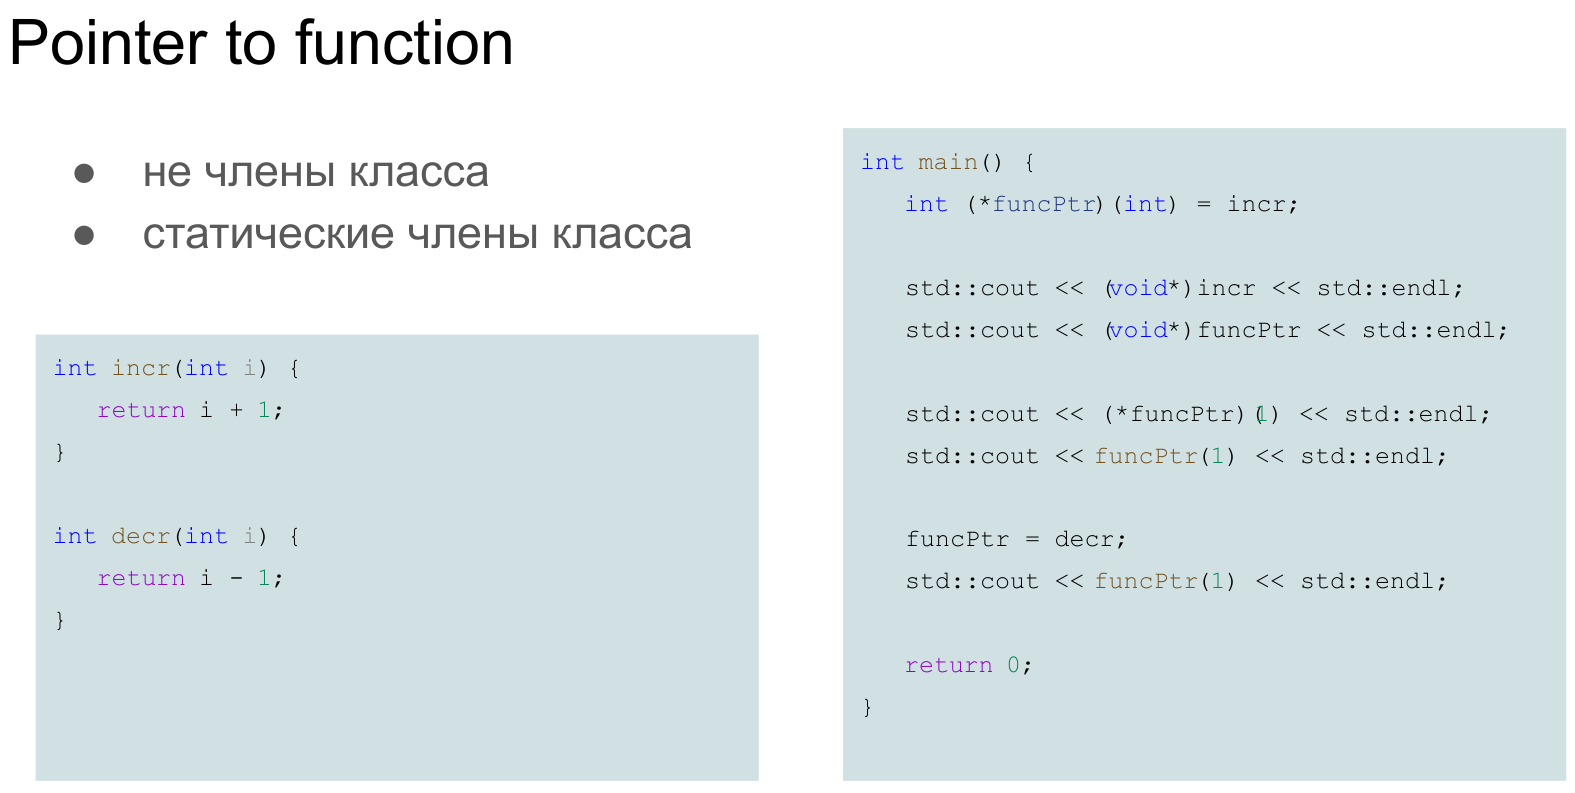 Pointer to function
● не члены класса
● статические члены класса
int incr(int i) {
   return i + 1;
}

int decr(int i) {
   return i - 1;
}
int main() {
   int (*funcPtr)(int) = incr;

   std::cout << (void*)incr << std::endl;
   std::cout << (void*)funcPtr << std::endl;

   std::cout << (*funcPtr)(1) << std::endl;
   std::cout << funcPtr(1) << std::endl;

   funcPtr = decr;
   std::cout << funcPtr(1) << std::endl;

   return 0;
}